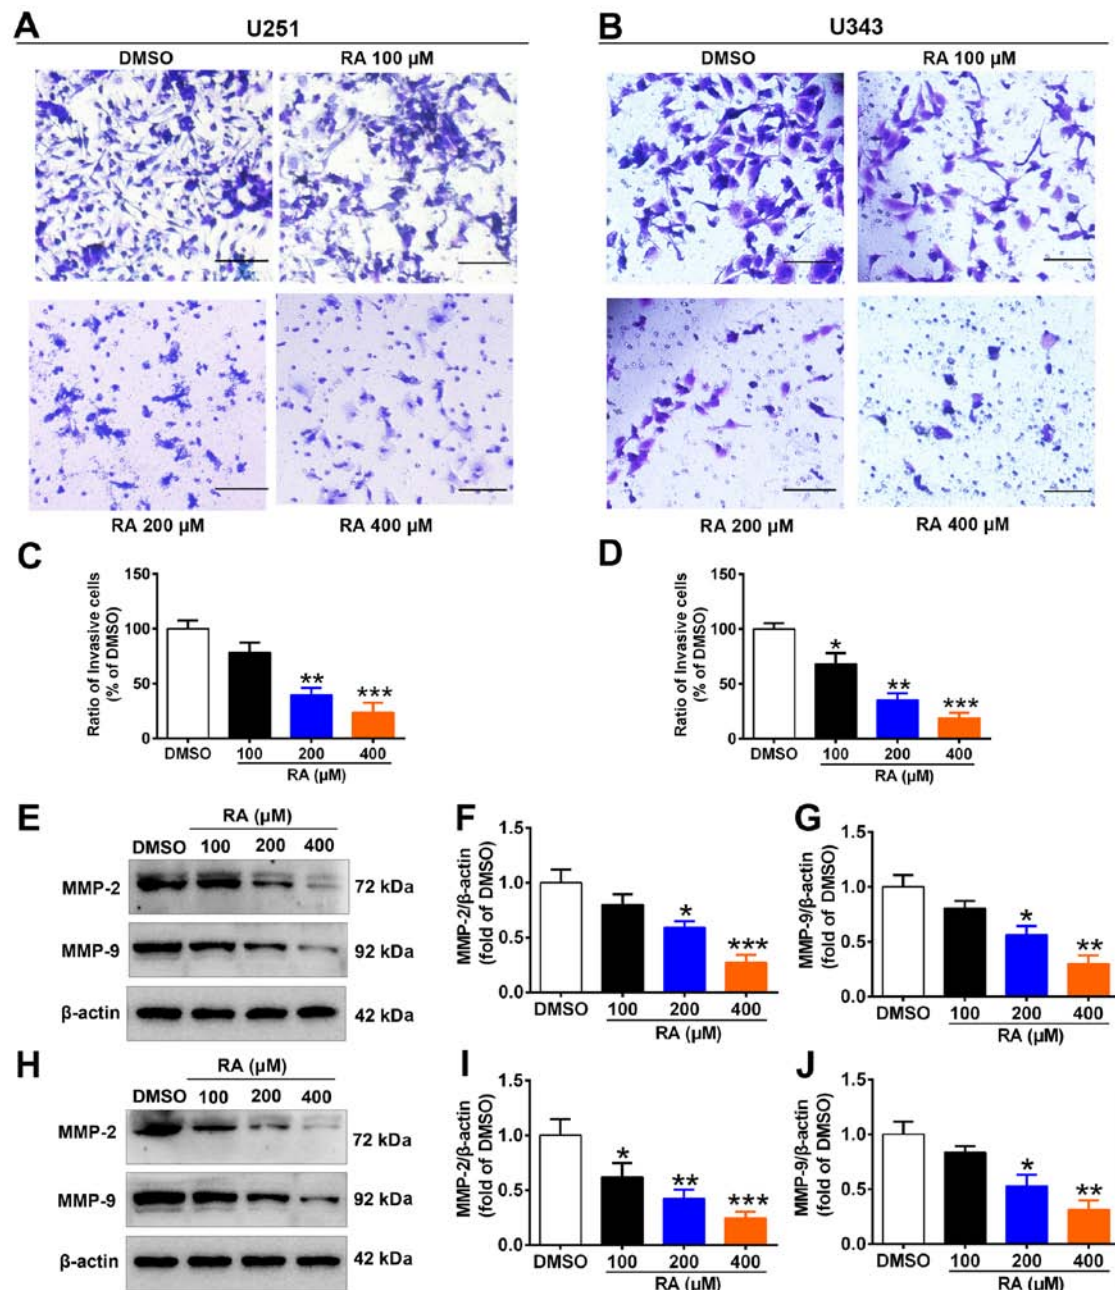 A
U251
DMSO
RA 100 μM
RA 200 μM
RA 400 μM
B
U343
DMSO
RA 100 μM
RA 200 μM
RA 400 μM
C
Ratio of Invasive cells
(% of DMSO)
150
100
50
0
**
***
DMSO
100
200
400
RA (μM)
D
Ratio of Invasive cells
(% of DMSO)
150
100
50
0
*
**
***
DMSO
100
200
400
RA (μM)
E
RA (μM)
DMSO 100 200 400
MMP-2
72 kDa
MMP-9
92 kDa
β-actin
42 kDa
F
MMP-2/β-actin
(fold of DMSO)
1.5
1.0
0.5
0.0
*
***
DMSO
100
200
400
RA (μM)
G
MMP-9/β-actin
(fold of DMSO)
1.5
1.0
0.5
0.0
*
**
DMSO
100
200
400
RA (μM)
H
RA (μM)
DMSO 100 200 400
MMP-2
72 kDa
MMP-9
92 kDa
β-actin
42 kDa
I
MMP-2/β-actin
(fold of DMSO)
1.5
1.0
0.5
0.0
*
**
***
DMSO
100
200
400
RA (μM)
J
MMP-9/β-actin
(fold of DMSO)
1.5
1.0
0.5
0.0
*
**
DMSO
100
200
400
RA (μM)